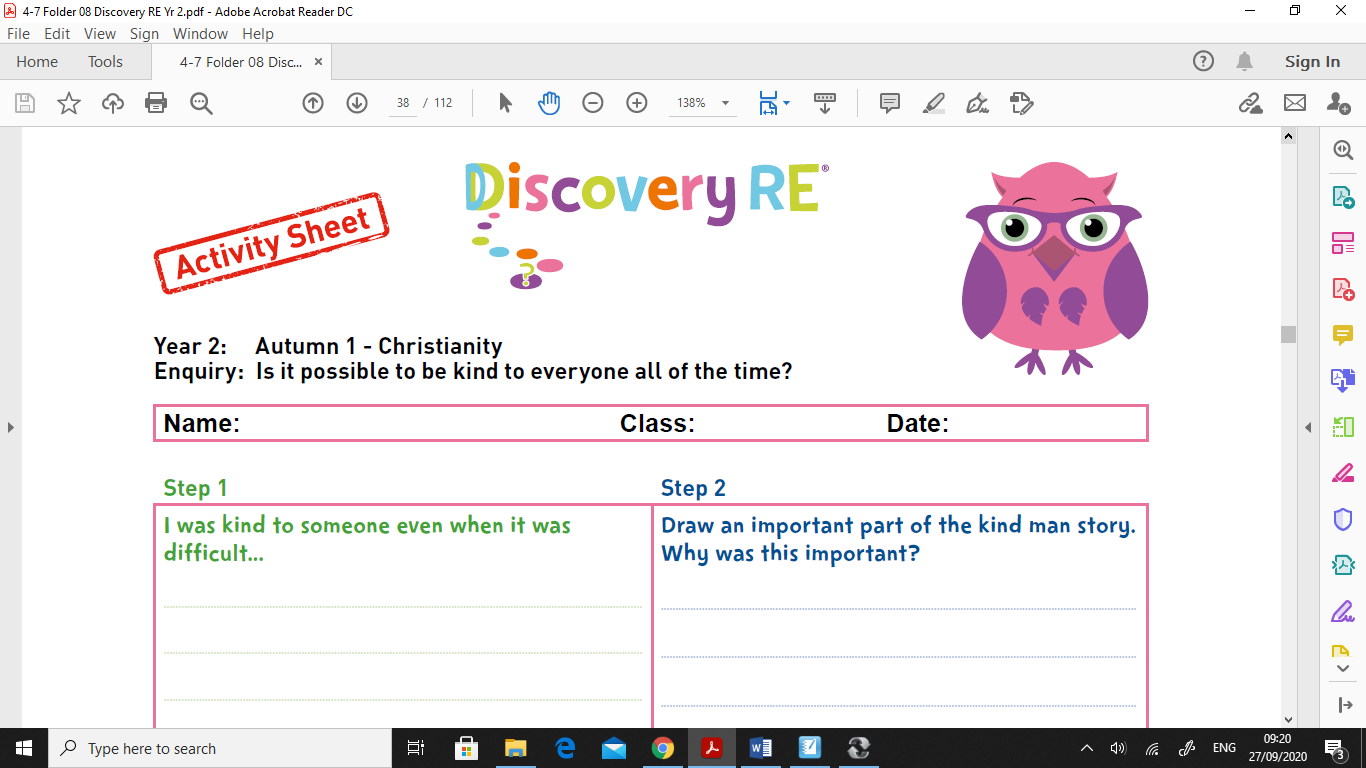 4-7 Folder 08 Discovery RE Yr 2.pdf - Adobe Acrobat Reader DC
File Edit View Sign Window Help
Home Tools 4-7 Folder 08 Disc... × Sign In
38 / 112 138%
Discovery RE®
Activity Sheet
?
Year 2: Autumn 1 - Christianity
Enquiry: Is it possible to be kind to everyone all of the time?
Name: Class: Date:
Step 1 Step 2
I was kind to someone even when it was
difficult...
Draw an important part of the kind man story.
Why was this important?
Type here to search
ENG
09:20
27/09/2020
3